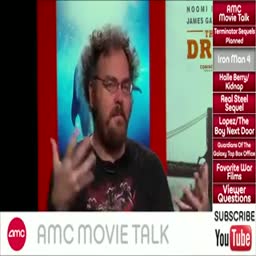 NOOMI
JAMES GA
T
DR
COMING
AMC
Movie Talk
Terminator Sequels
Planned
Iron Man 4
Halle Berry/
Kidnap
Real Steel
Sequel
Lopez/The
Boy Next
Door
Guardians Of The
Galaxy Top Box Office
Favorite War
Films
Viewer
Questions
SUBSCRIBE
YouTube
amc
AMC MOVIE TALK